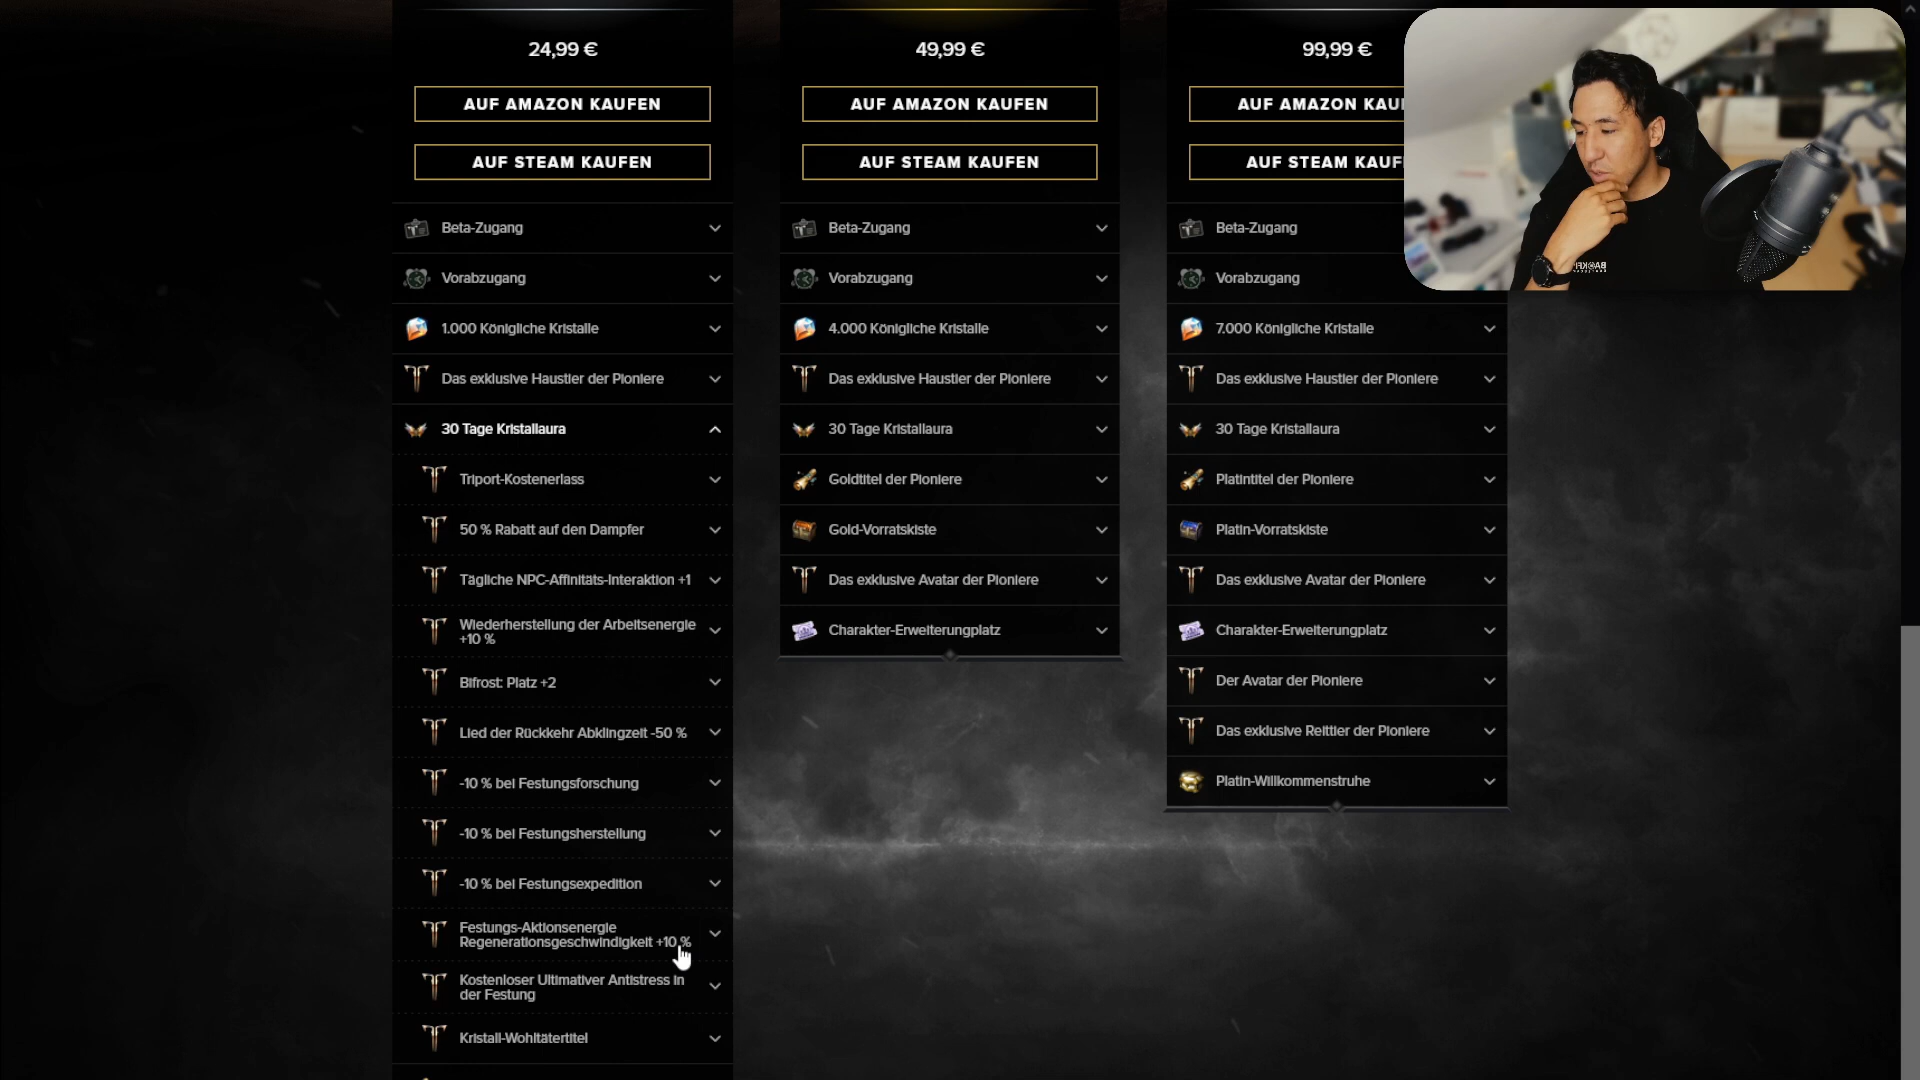 24,99 €
AUF AMAZON KAUFEN
AUF STEAM KAUFEN
Beta-Zugang
Vorabzugang
1.000 Königliche Kristalle
Das exklusive Haustier der Pioniere
30 Tage Kristallaura
Triport-Kostenerlass
50 % Rabatt auf den Dampfer
Tägliche NPC-Affinitäts-Interaktion +1
Wiederherstellung der Arbeitsenergie
+10 %
Bifrost: Platz +2
Lied der Rückkehr Abklingzeit -50 %
-10 % bei Festungsforschung
-10 % bei Festungsherstellung
-10 % bei Festungsexpedition
Festungs-Aktionsenergie
Regenerationsgeschwindigkeit +10 %
Kostenloser Ultimativer Antistress in
der Festung
Kristall-Wohltätertitel
49,99 €
AUF AMAZON KAUFEN
AUF STEAM KAUFEN
Beta-Zugang
Vorabzugang
4.000 Königliche Kristalle
Das exklusive Haustier der Pioniere
30 Tage Kristallaura
Goldtitel der Pioniere
Gold-Vorratskiste
Das exklusive Avatar der Pioniere
Charakter-Erweiterungplatz
99,99 €
AUF AMAZON KAU
AUF STEAM KAUF
Beta-Zugang
Vorabzugang
7.000 Königliche Kristalle
Das exklusive Haustier der Pioniere
30 Tage Kristallaura
Platintitel der Pioniere
Platin-Vorratskiste
Das exklusive Avatar der Pioniere
Charakter-Erweiterungplatz
Der Avatar der Pioniere
Das exklusive Reittier der Pioniere
Platin-Willkommenstruhe